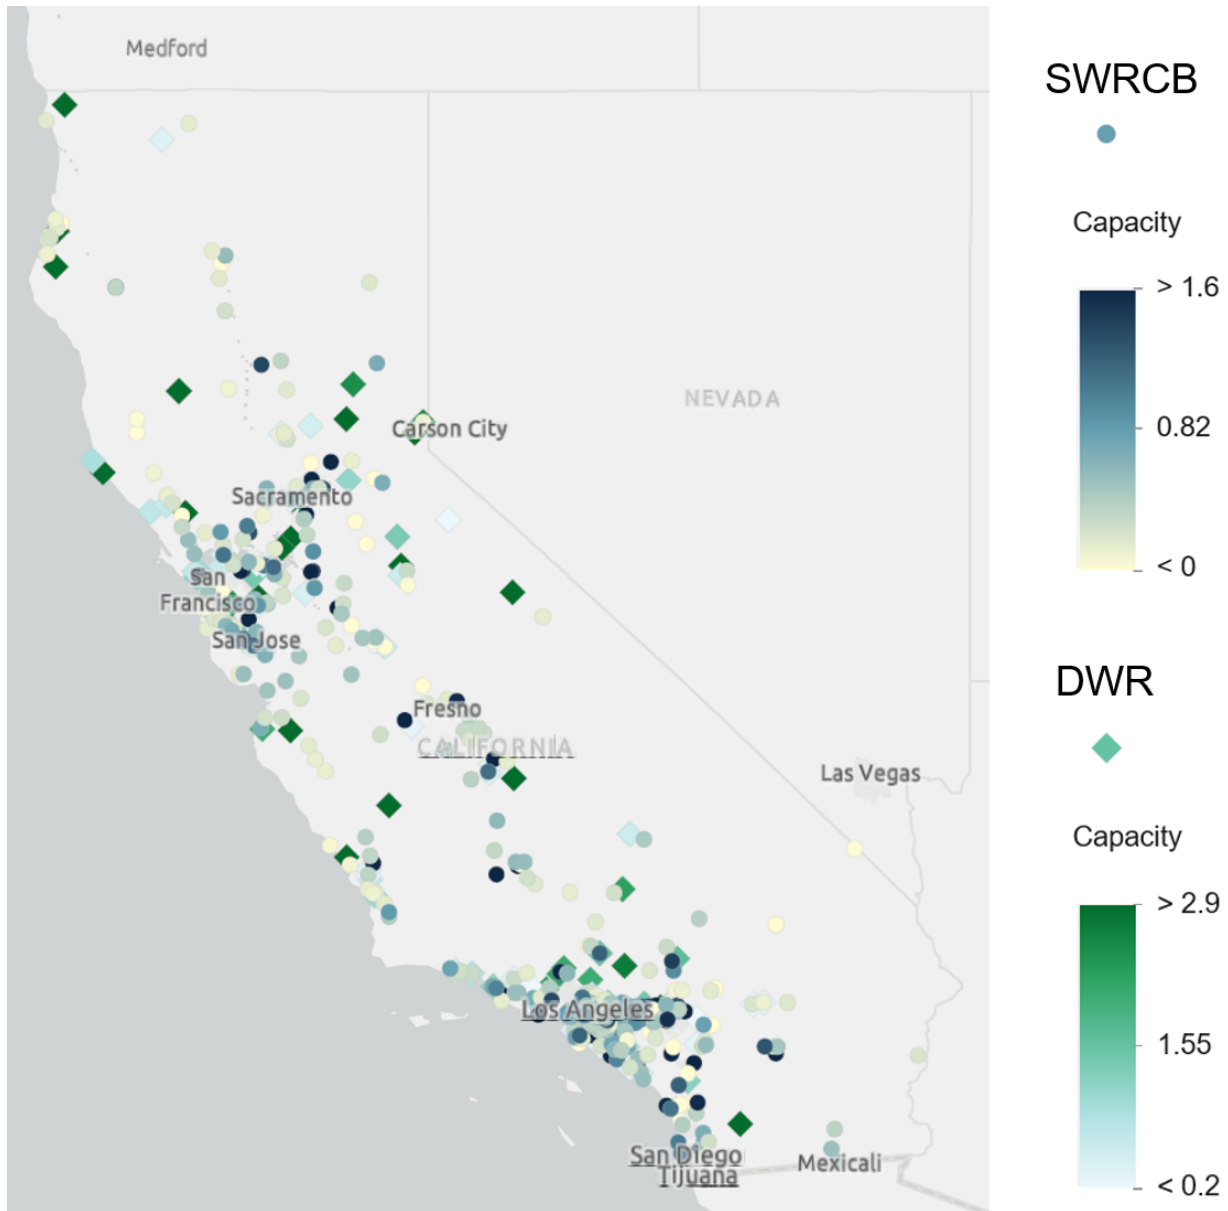 Medford
SWRCB
Capacity
> 1.6
NEVADA
Carson City
0.82
Sacramento
< 0
San
Francisco
San Jose
DWR
Fresno
CALIFORNIA
Las Vegas
Capacity
> 2.9
Los Angeles
1.55
San Diego
Tijuana
Mexicali
< 0.2